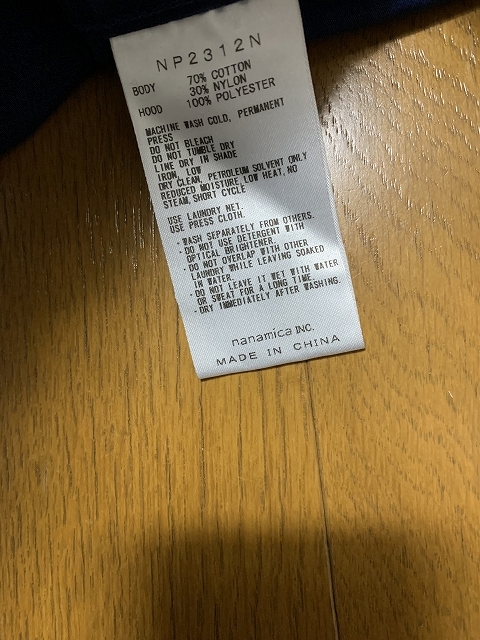 NP2312N
BODY 70% COTTON
30% NYLON
HOOD 100% POLYESTER
MACHINE WASH COLD, PERMANENT
PRESS
DO NOT BLEACH
DO NOT TUMBLE DRY
LINE DRY IN SHADE
IRON, LOW
DRY CLEAN, PETROLEUM SOLVENT ONLY
REDUCED MOISTURE, LOW HEAT, NO
STEAM, SHORT CYCLE
USE LAUNDRY NET.
USE PRESS CLOTH.
・WASH SEPARATELY FROM OTHERS.
・DO NOT USE DETERGENT WITH
OPTICAL BRIGHTENER.
・DO NOT OVERLAP WITH OTHER
LAUNDRY WHILE LEAVING SOAKED
IN WATER.
・DO NOT LEAVE IT WET WITH WATER
OR SWEAT FOR A LONG TIME.
・DRY IMMEDIATELY AFTER WASHING.
nanamica INC.
MADE IN CHINA